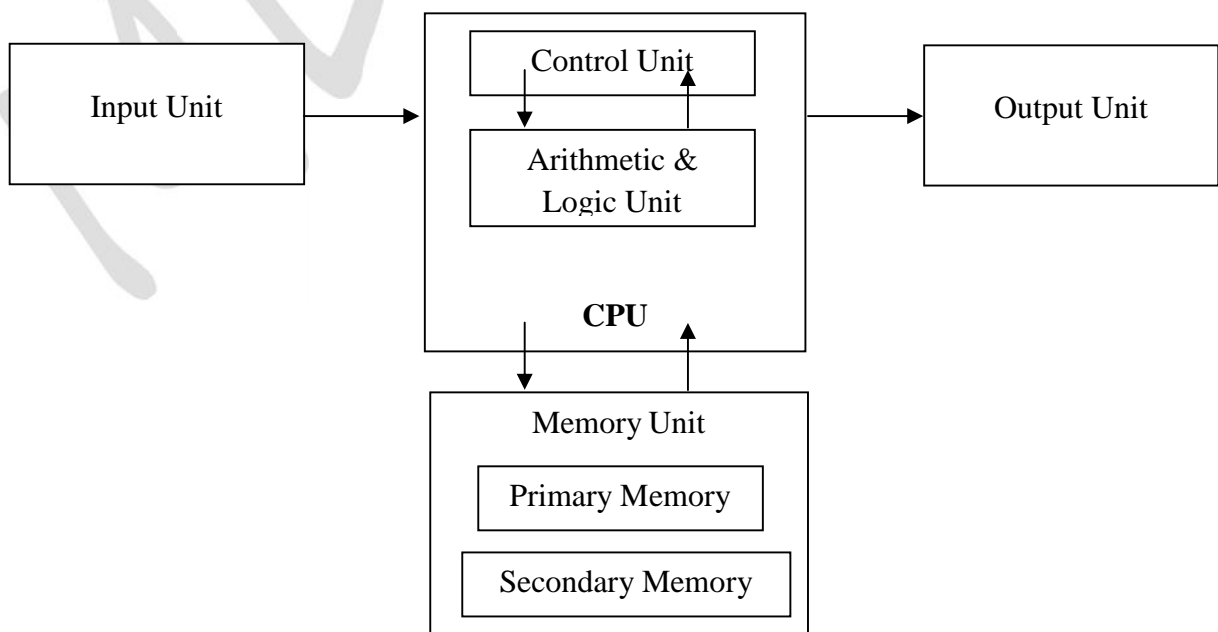 Input Unit
Control Unit
Arithmetic &
Logic Unit
CPU
Output Unit
Memory Unit
Primary Memory
Secondary Memory